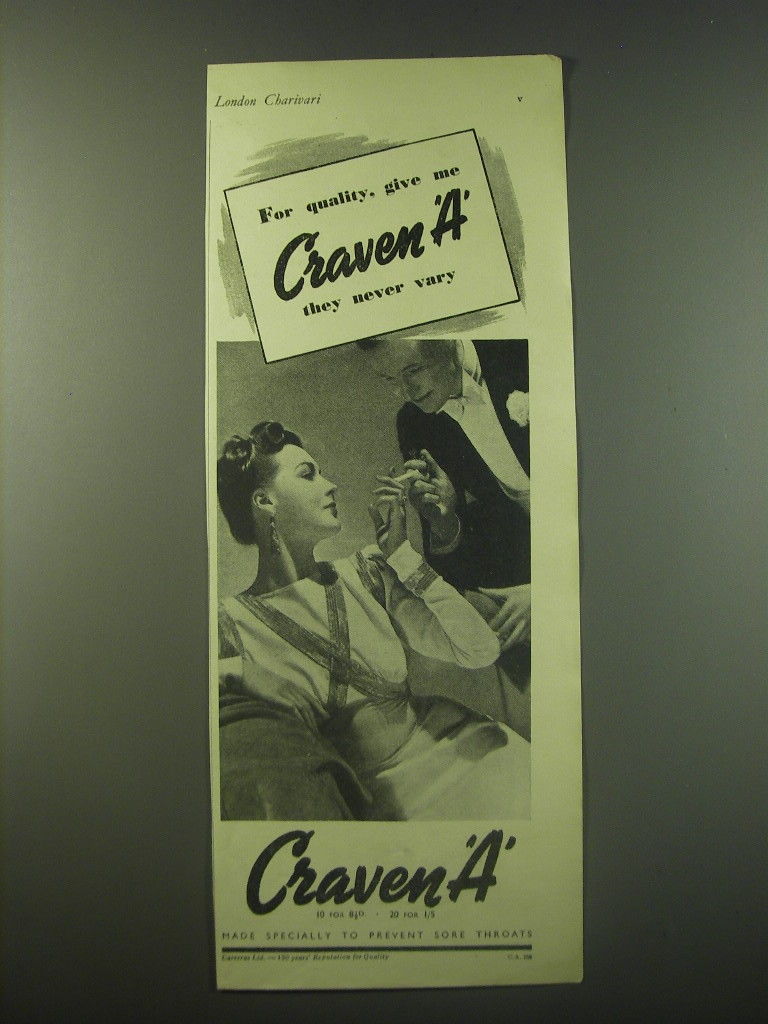 London Charivari
v
For quality, give me
Craven 'A'
they never vary
Craven 'A'
10 FOR 8½D. · 20 FOR 1/5
MADE SPECIALLY TO PREVENT SORE THROATS
Carreras Ltd. — 150 years' Reputation for Quality
C.A.